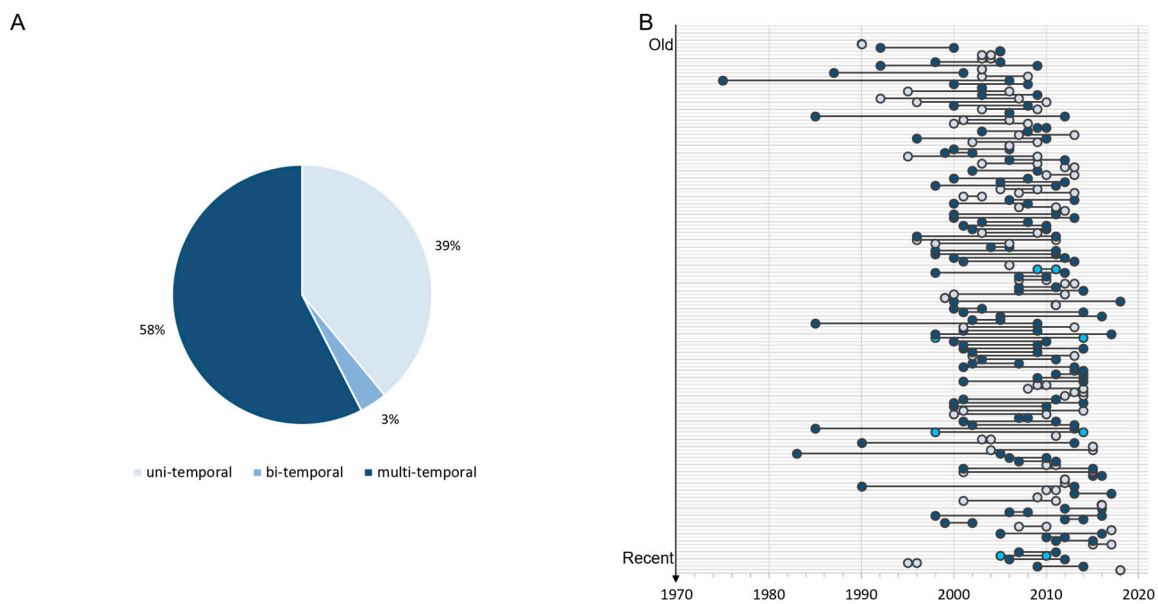 A
B
Old
39%
58%
3%
uni-temporal bi-temporal multi-temporal
Recent
1970 1980 1990 2000 2010 2020